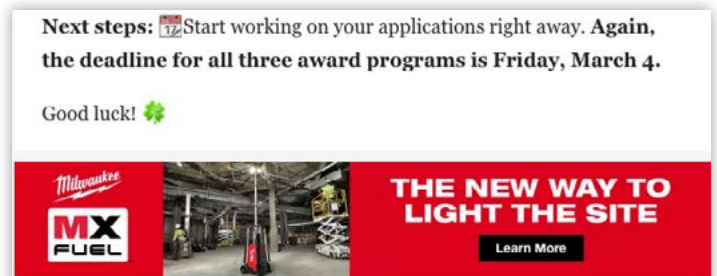 Next steps: 📅Start working on your applications right away. Again,
the deadline for all three award programs is Friday, March 4.
Good luck! 🍀
Milwaukee
MX
FUEL
THE NEW WAY TO
LIGHT THE SITE
Learn More